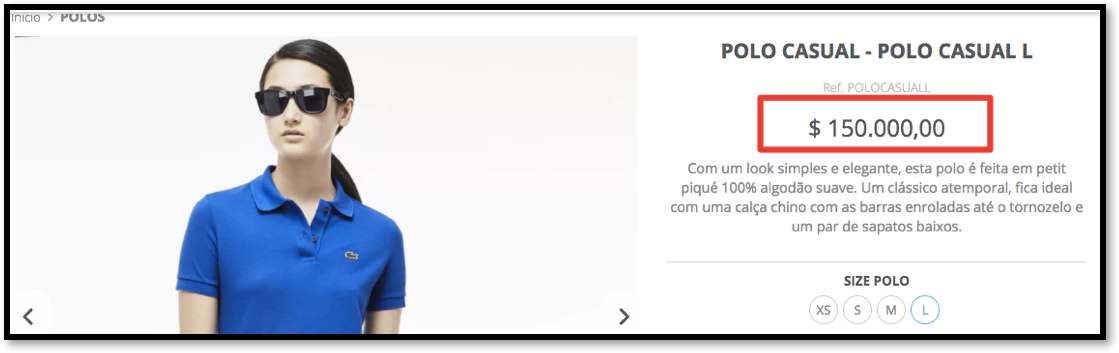 Início > POLOS
POLO CASUAL - POLO CASUAL L
Ref. POLOCASUALL
$ 150.000,00
Com um look simples e elegante, esta polo é feita em petit
piqué 100% algodão suave. Um clássico atemporal, fica ideal
com uma calça chino com as barras enroladas até o tornozelo e
um par de sapatos baixos.
SIZE POLO
XS S M L